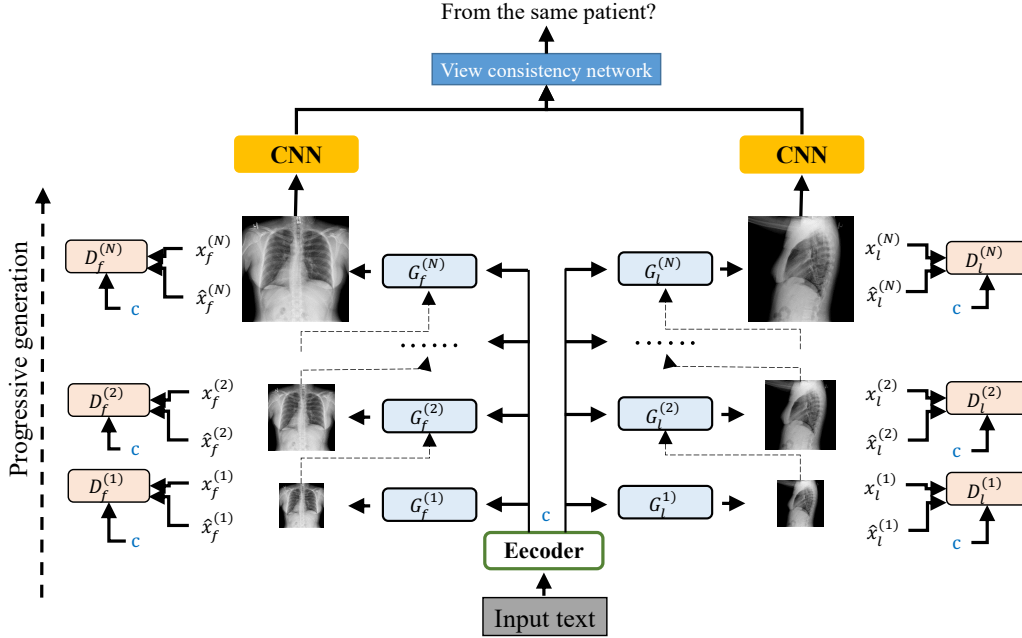 From the same patient?
View consistency network
CNN
CNN
Progressive generation
D_f^{(N)}
x_f^{(N)}
x̂_f^{(N)}
c
G_f^{(N)}
G_l^{(N)}
x_l^{(N)}
x̂_l^{(N)}
D_l^{(N)}
c
......
......
D_f^{(2)}
x_f^{(2)}
x̂_f^{(2)}
c
G_f^{(2)}
G_l^{(2)}
x_l^{(2)}
x̂_l^{(2)}
D_l^{(2)}
c
D_f^{(1)}
x_f^{(1)}
x̂_f^{(1)}
c
G_f^{(1)}
G_l^{1)}
x_l^{(1)}
x̂_l^{(1)}
D_l^{(1)}
c
c
Eecoder
Input text